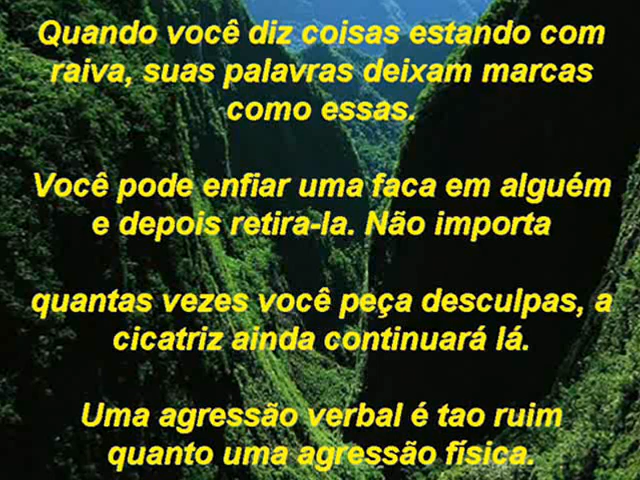 Quando você diz coisas estando com
raiva, suas palavras deixam marcas
como essas.
Você pode enfiar uma faca em alguém
e depois retira-la. Não importa
quantas vezes você peça desculpas, a
cicatriz ainda continuará lá.
Uma agressão verbal é tao ruim
quanto uma agressão física.